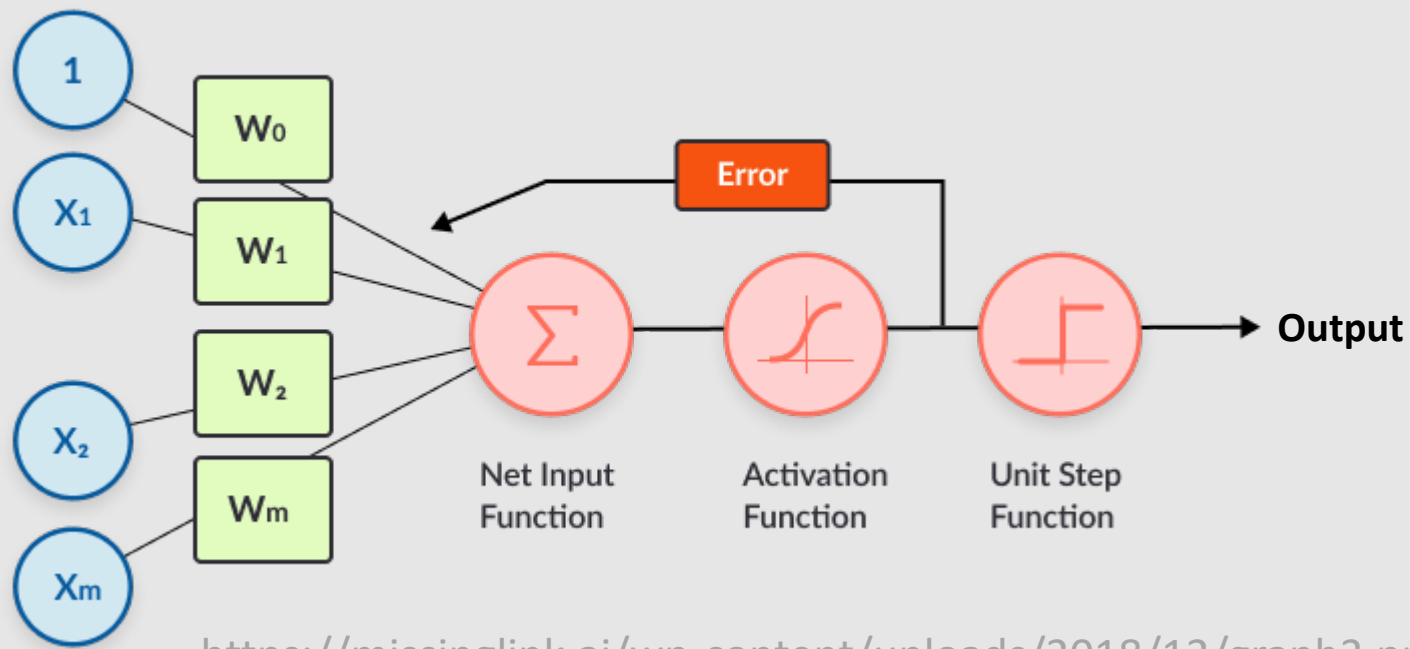 1
W₀
X₁
W₁
X₂
W₂
Xm
Wm
Error
Σ
Net Input
Function
Activation
Function
Unit Step
Function
Output